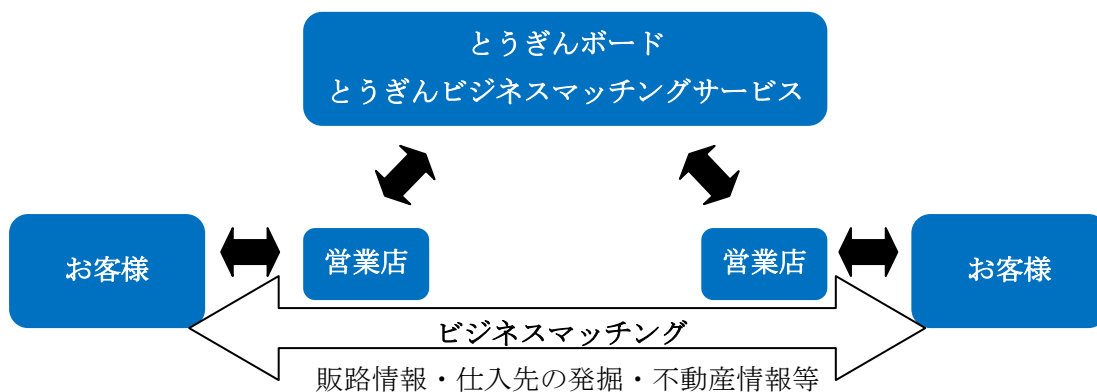 とうぎんボード
とうぎんビジネスマッチングサービス
お客様
営業店
営業店
お客様
ビジネスマッチング
販路情報・仕入先の発掘・不動産情報等